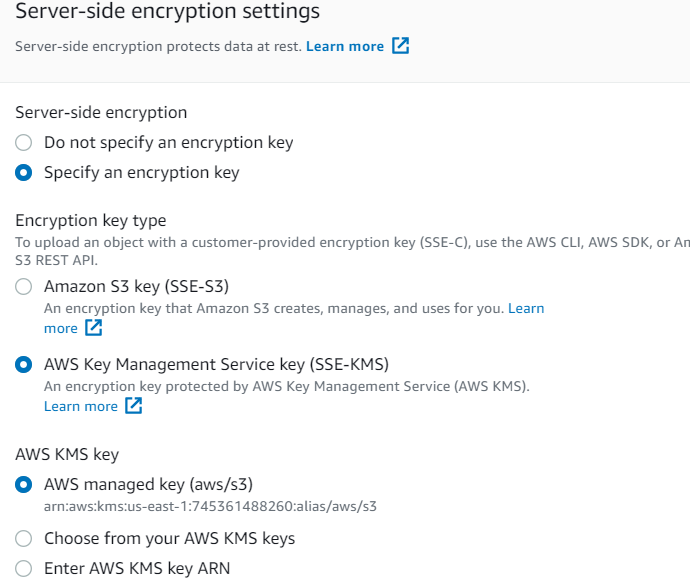 Server-side encryption settings
Server-side encryption protects data at rest. Learn more
Server-side encryption
Do not specify an encryption key
Specify an encryption key
Encryption key type
To upload an object with a customer-provided encryption key (SSE-C), use the AWS CLI, AWS SDK, or
S3 REST API.
Amazon S3 key (SSE-S3)
An encryption key that Amazon S3 creates, manages, and uses for you. Learn
more
AWS Key Management Service key (SSE-KMS)
An encryption key protected by AWS Key Management Service (AWS KMS).
Learn more
AWS KMS key
AWS managed key (aws/s3)
arn:aws:kms:us-east-1:745361488260:alias/aws/s3
Choose from your AWS KMS keys
Enter AWS KMS key ARN